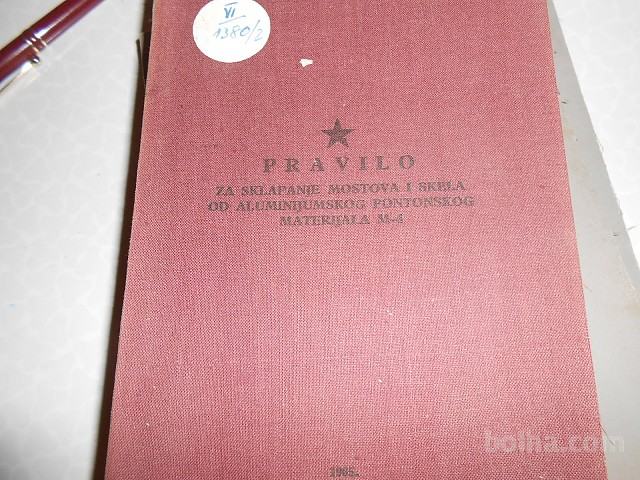 VI
1380/2
PRAVILO
ZA SKLAPANJE MOSTOVA I SKELA
OD ALUMINIJUMSKOG PONTONSKOG
MATERIJALA M-4
1965.
bolha.com